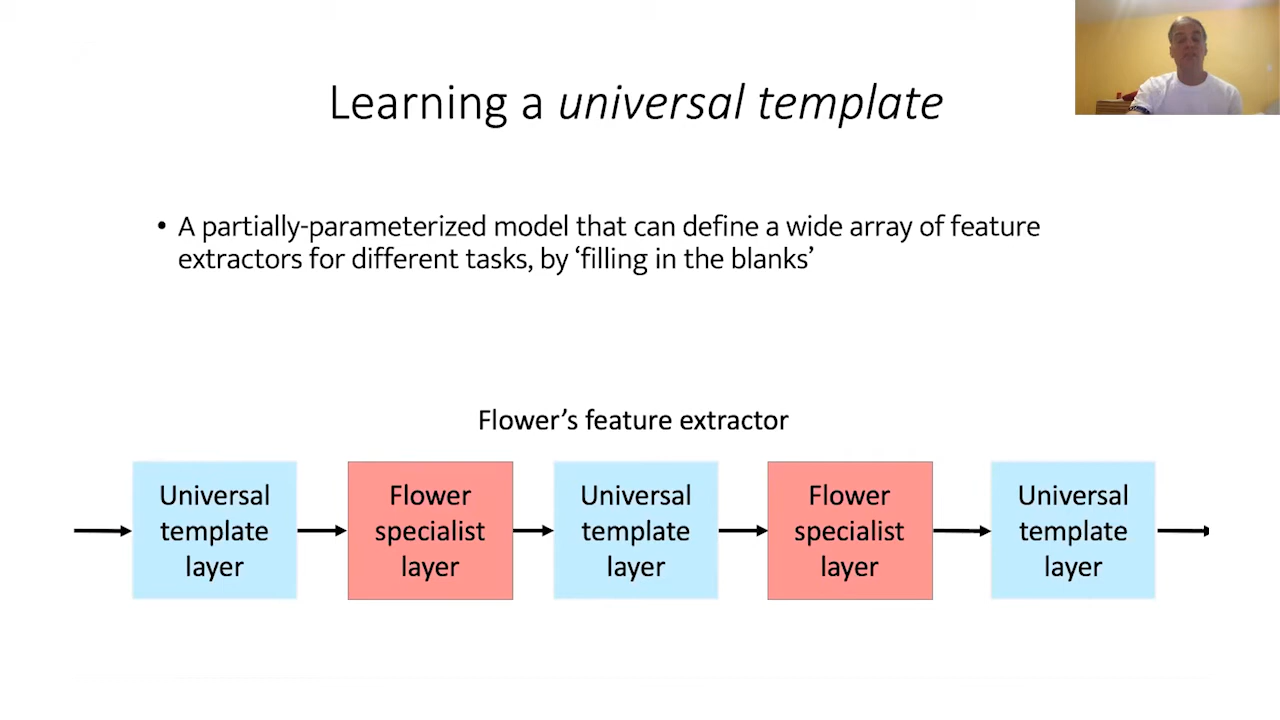 Learning a universal template
• A partially-parameterized model that can define a wide array of feature
extractors for different tasks, by ‘filling in the blanks’
Flower’s feature extractor
Universal
template
layer
Flower
specialist
layer
Universal
template
layer
Flower
specialist
layer
Universal
template
layer